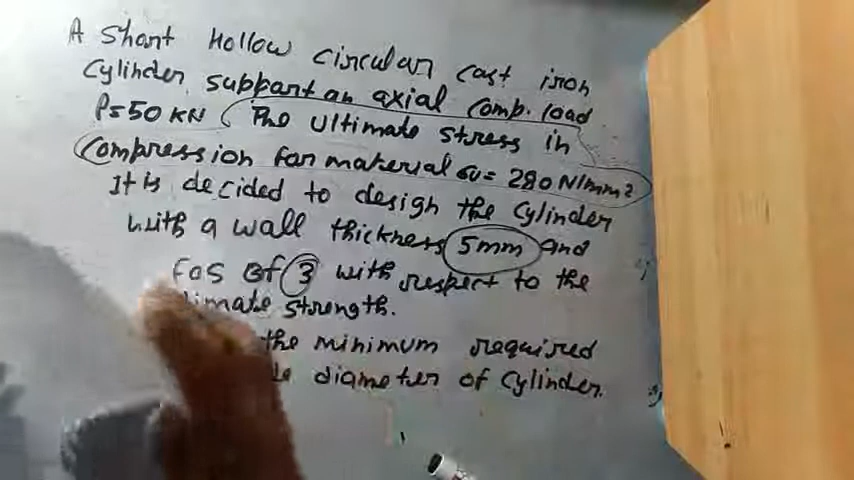 A short Hollow circular cast iron
Cylinder support an axial comp. load
P=50 KN The Ultimate stress in
Compression for material σu = 280 N/mm2
It is decided to design the Cylinder
with a wall thickness 5mm and
FOS of 3 with respect to the
strength.
the minimum required
diameter of Cylinder.